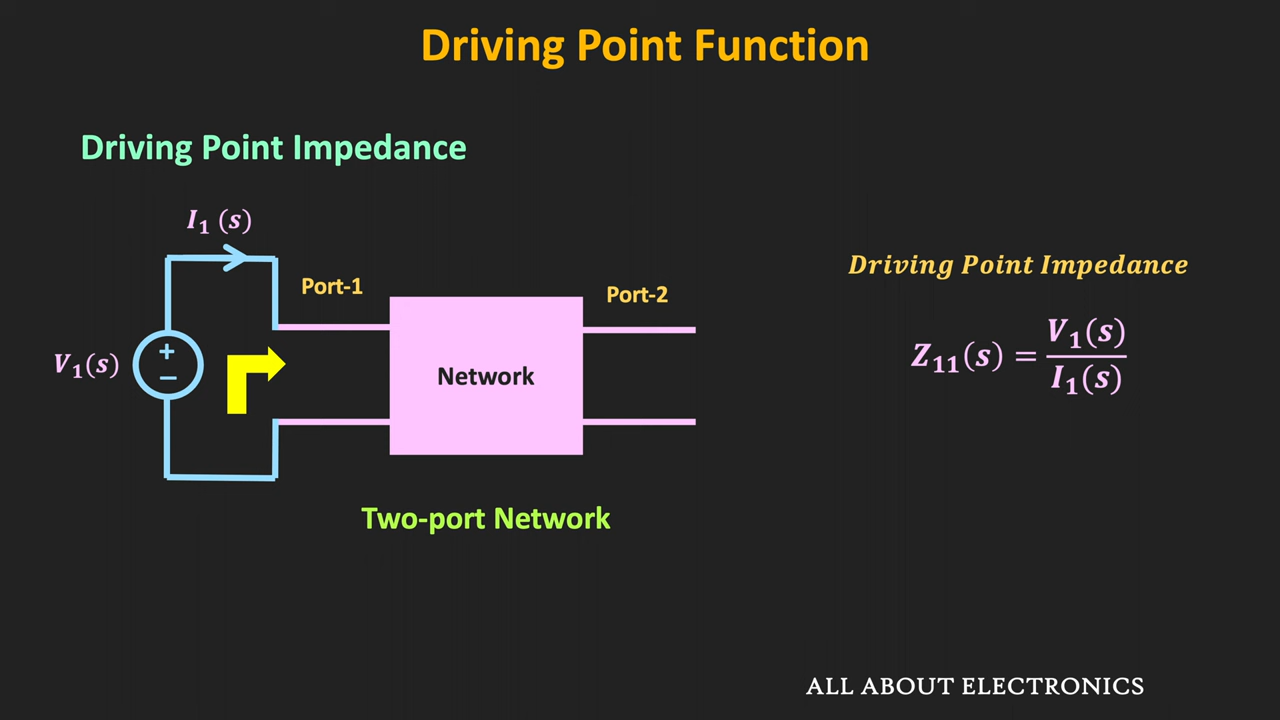 Driving Point Function
Driving Point Impedance
I₁ (s)
Port-1
Port-2
Driving Point Impedance
V₁(s)
+
−
Network
Z₁₁(s) = V₁(s) / I₁(s)
Two-port Network
ALL ABOUT ELECTRONICS